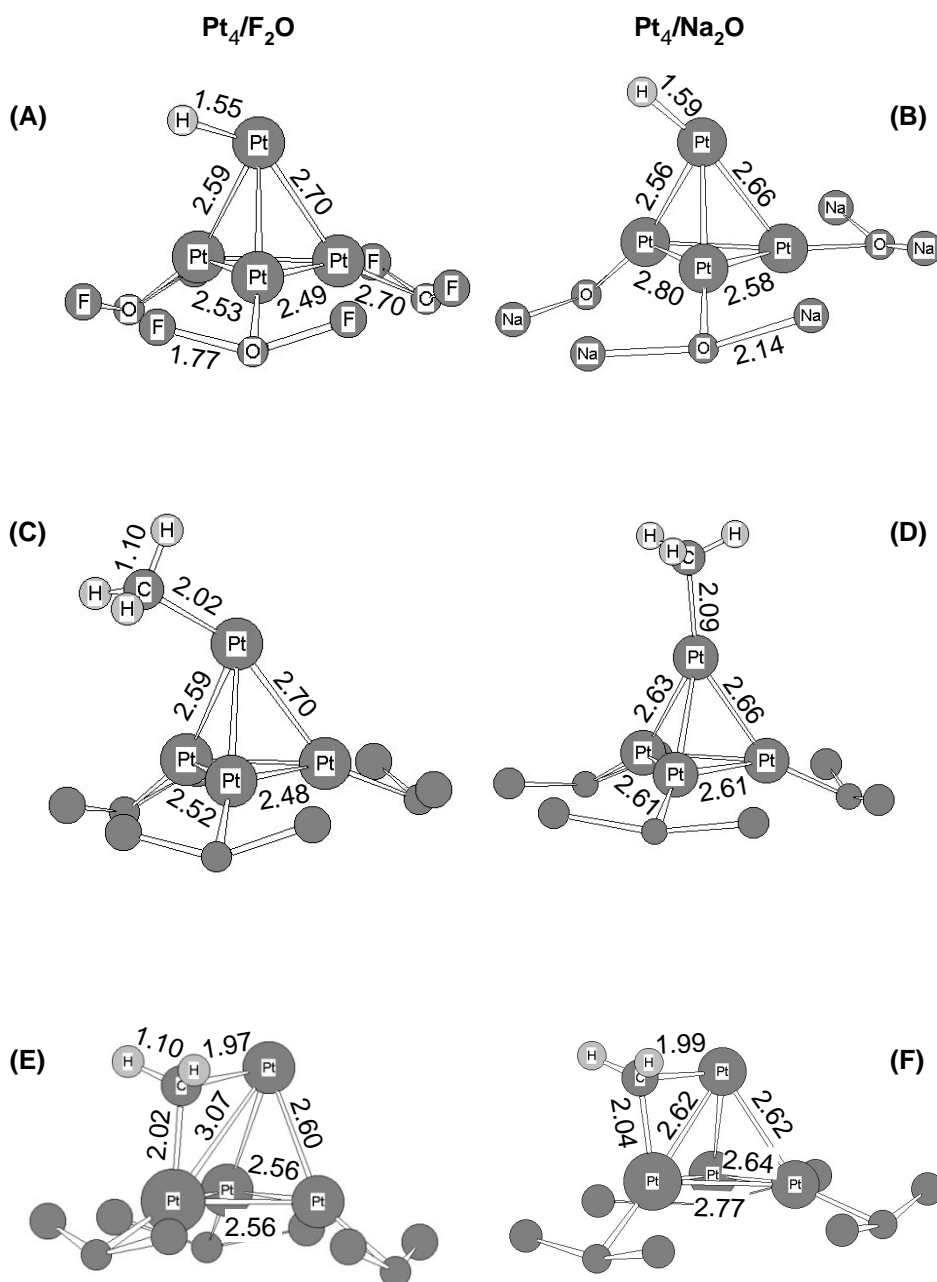 Pt4/F2O Pt4/Na2O
(A)
1.55
H
Pt
2.59
2.70
Pt
Pt
Pt
F
F
O
2.53
2.49
2.70
O
F
F
F
O
1.77
(B)
H
1.59
Pt
2.56
2.66
Na
Pt
Pt
O
Na
Pt
2.80
2.58
O
Na
Na
Na
O
2.14
(C)
H
1.10
C
H
H
2.02
Pt
2.59
2.70
Pt
Pt
Pt
2.52
2.48
(D)
H
H
H
C
2.09
Pt
2.63
2.66
Pt
Pt
Pt
2.61
2.61
(E)
1.10
1.97
H
H
C
Pt
2.02
3.07
2.60
2.56
Pt
Pt
Pt
2.56
(F)
1.99
H
H
C
Pt
2.04
2.62
2.62
2.64
Pt
Pt
Pt
2.77